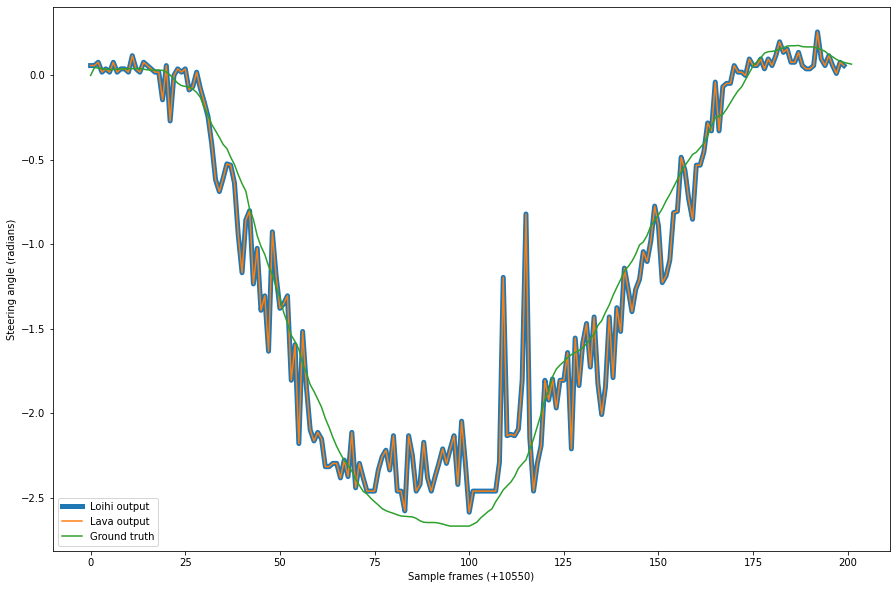 0.0
−0.5
−1.0
−1.5
−2.0
−2.5
Steering angle (radians)
Loihi output
Lava output
Ground truth
0 25 50 75 100 125 150 175 200
Sample frames (+10550)